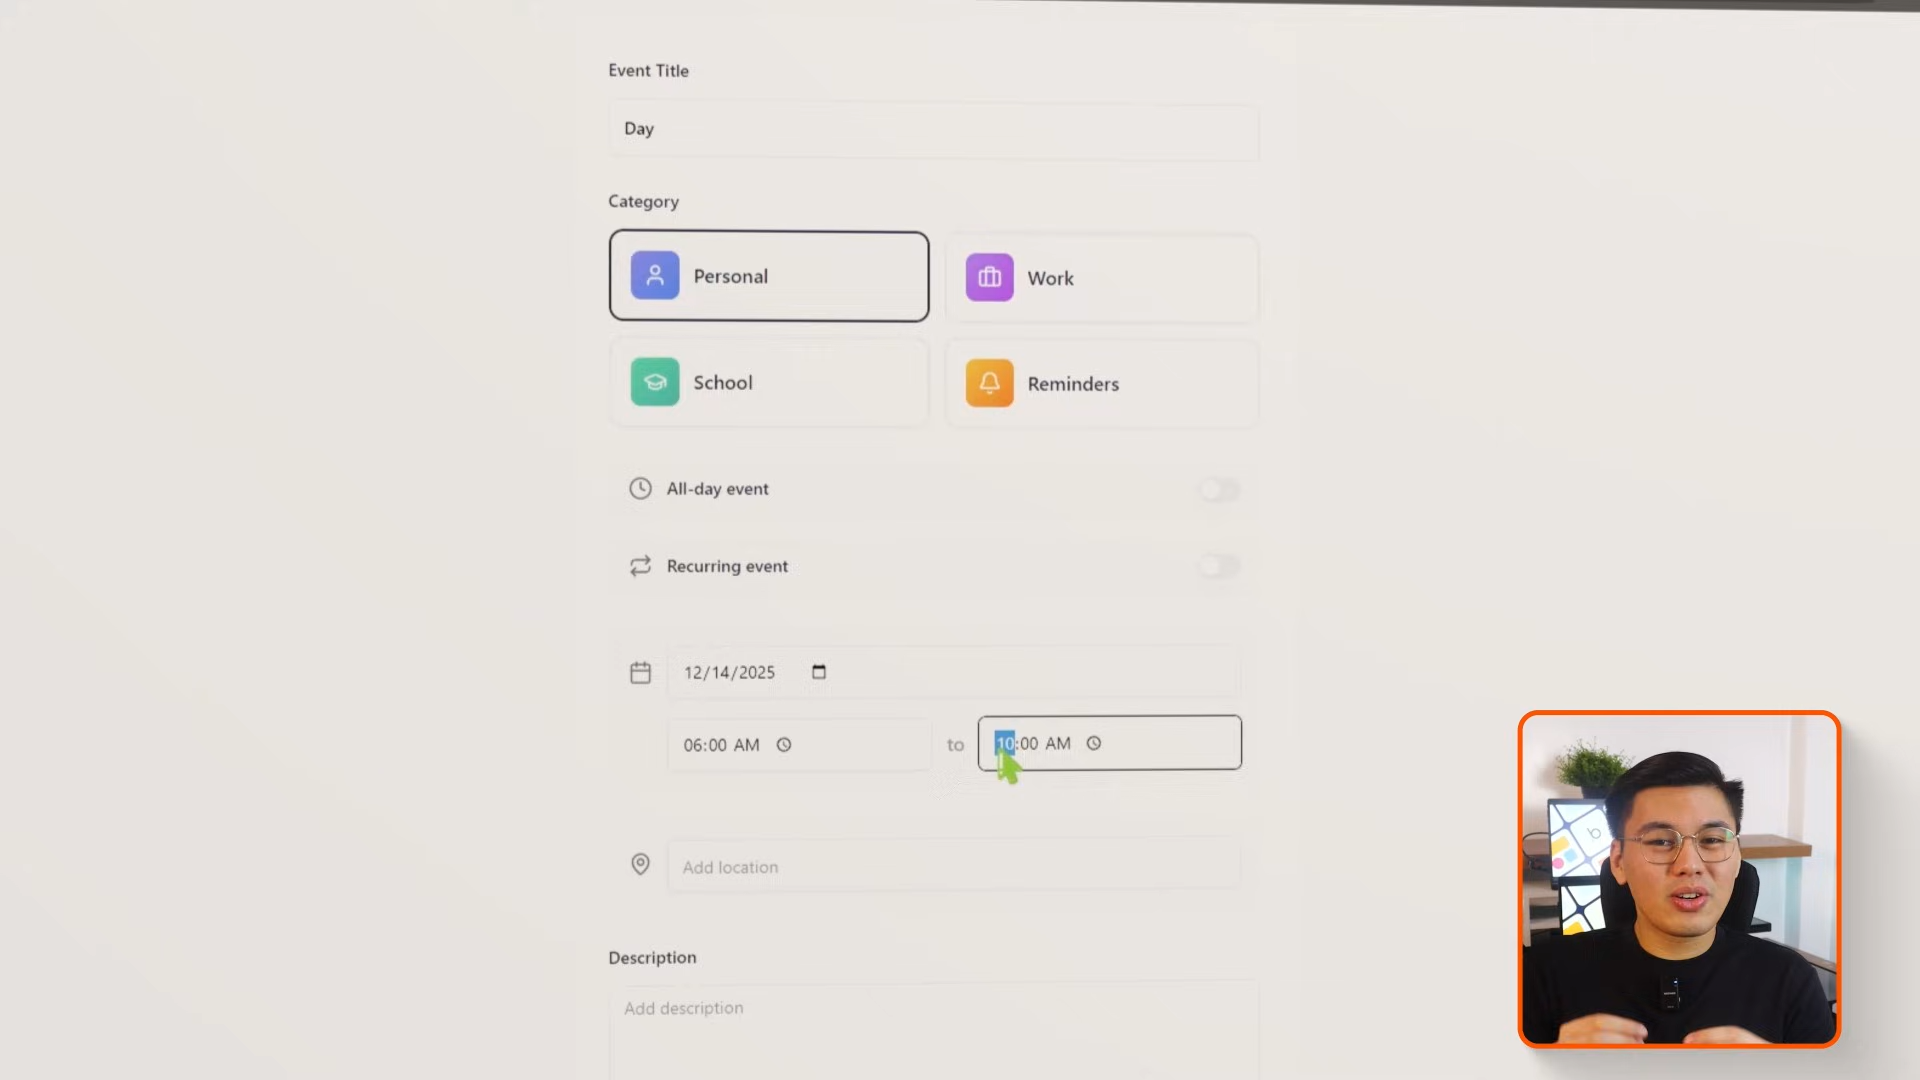 Event Title
Day
Category
Personal
Work
School
Reminders
All-day event
Recurring event
12/14/2025
06:00 AM to 10:00 AM
Add location
Description
Add description
b